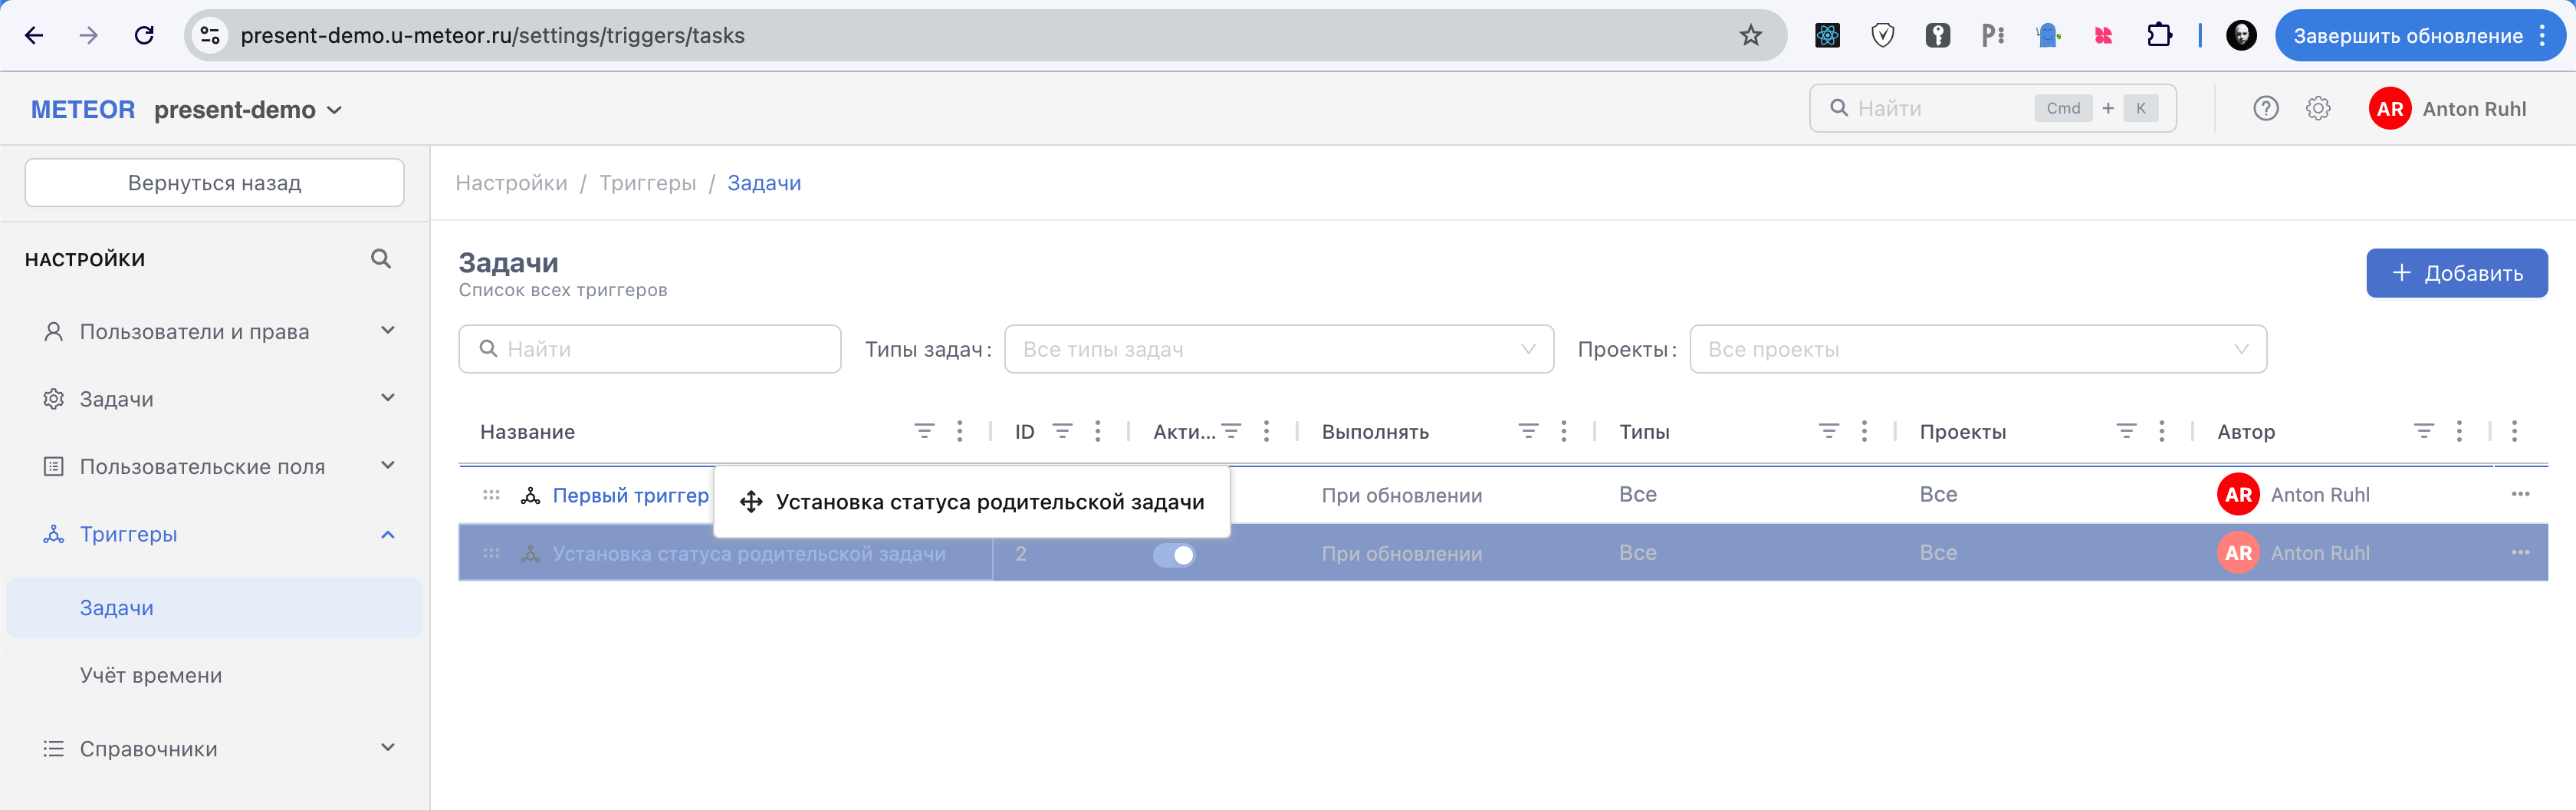 present-demo.u-meteor.ru/settings/triggers/tasks
Завершить обновление
METEOR present-demo
Найти Cmd + K
AR Anton Ruhl
Вернуться назад
Настройки / Триггеры / Задачи
НАСТРОЙКИ
Пользователи и права
Задачи
Пользовательские поля
Триггеры
Задачи
Учёт времени
Справочники
Задачи
Список всех триггеров
+ Добавить
Найти Типы задач: Все типы задач Проекты: Все проекты
Название ID Акти... Выполнять Типы Проекты Автор
Первый триггер При обновлении Все Все AR Anton Ruhl
Установка статуса родительской задачи
Установка статуса родительской задачи 2 При обновлении Все Все AR Anton Ruhl